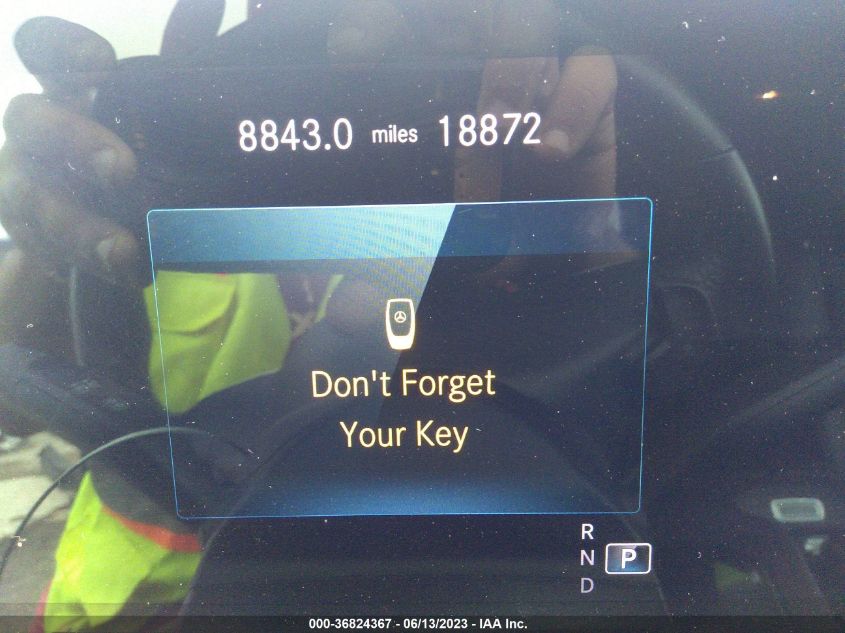 8843.0 miles 18872
Don't Forget
Your Key
R
N P
D
000-36824367 - 06/13/2023 - IAA Inc.